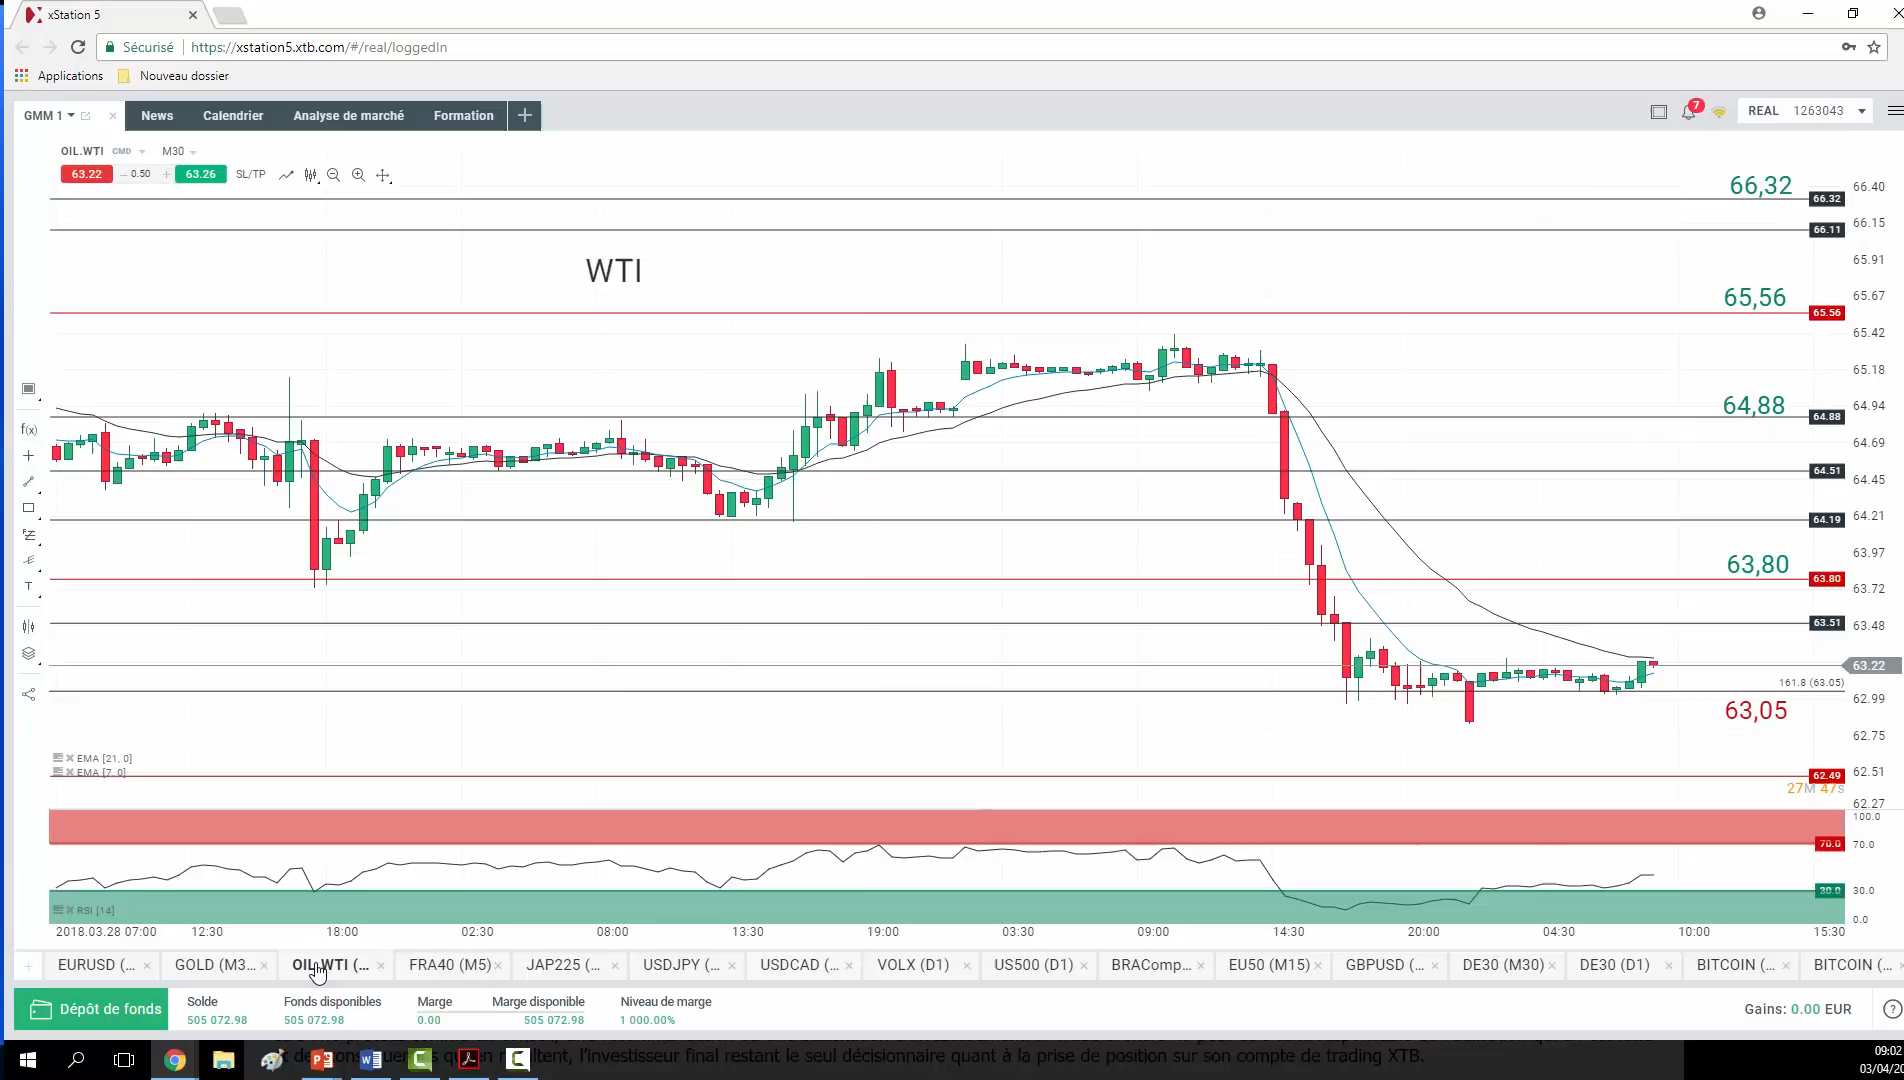 xStation 5
Sécurisé https://xstation5.xtb.com/#/real/loggedIn
Applications Nouveau dossier
GMM 1 News Calendrier Analyse de marché Formation 7 REAL 1263043
OIL.WTI CMD M30
63.22 0.50 63.26 SL/TP
66,32
66.40
66.32
66.15
66.11
WTI
65.91
65,56
65.67
65.56
65.42
65.18
64,88
64.94
64.88
f(x)
64.69
64.51
64.45
64.21
64.19
63.97
63,80
63.80
T
63.72
63.51
63.48
63.22
161.8 (63.05)
62.99
63,05
62.75
EMA [21, 0]
EMA [7, 0]
62.51
62.49
27M 47s
62.27
100.0
70.0 70.0
30.0 30.0
RSI [14]
0.0
2018.03.28 07:00 12:30 18:00 02:30 08:00 13:30 19:00 03:30 09:00 14:30 20:00 04:30 10:00 15:30
EURUSD (... GOLD (M3... OIL.WTI (... FRA40 (M5) JAP225 (... USDJPY (... USDCAD (... VOLX (D1) US500 (D1) BRAComp... EU50 (M15) GBPUSD (... DE30 (M30) DE30 (D1) BITCOIN (... BITCOIN (...
Dépôt de fonds Solde Fonds disponibles Marge Marge disponible Niveau de marge Gains: 0.00 EUR
505 072.98 505 072.98 0.00 505 072.98 1 000.00%
l'investisseur final restant le seul décisionnaire quant à la prise de position sur son compte de trading XTB.
09:02
03/04/20